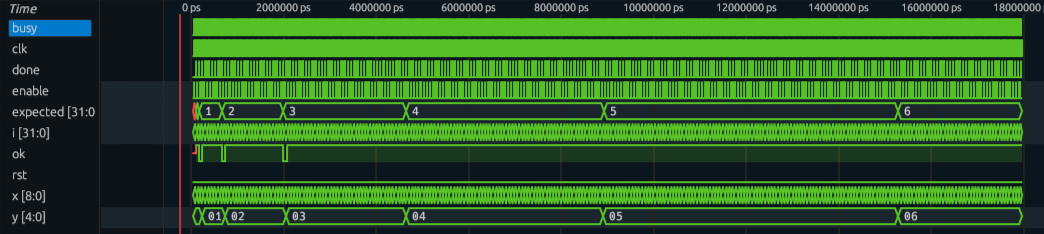 Time 0 ps 2000000 ps 4000000 ps 6000000 ps 8000000 ps 10000000 ps 12000000 ps 14000000 ps 16000000 ps 18000000
busy
clk
done
enable
expected [31:0 1 2 3 4 5 6
i [31:0]
ok
rst
x [8:0]
y [4:0] 01 02 03 04 05 06